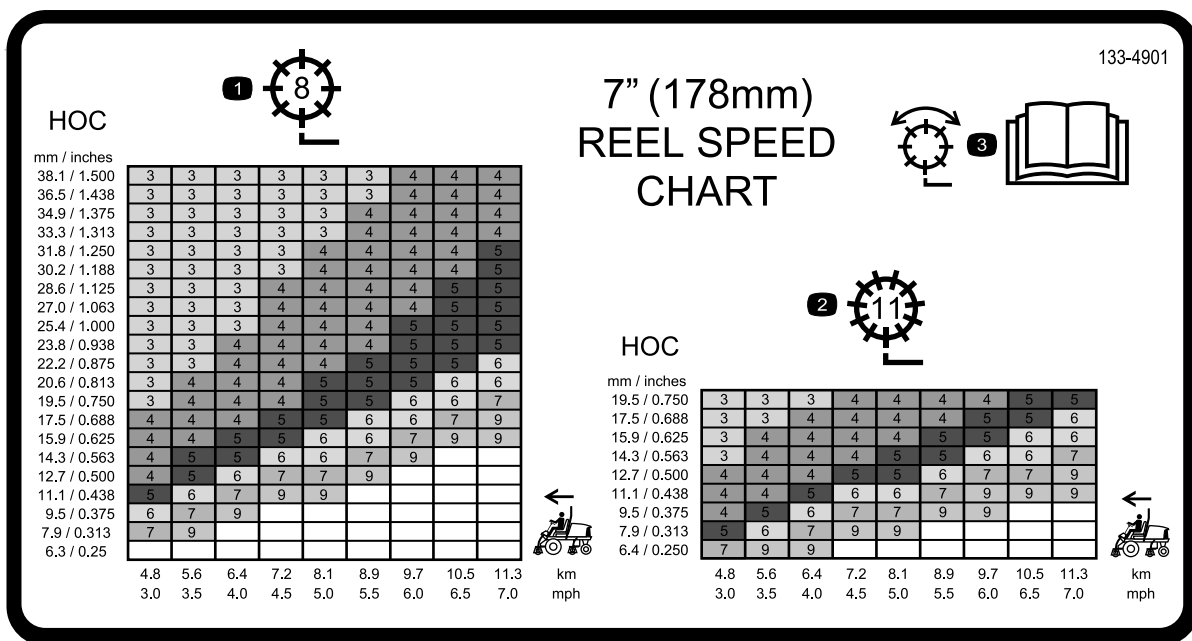 133-4901
7” (178mm)
REEL SPEED
CHART
3
1
8
HOC
mm / inches
38.1 / 1.500 3 3 3 3 3 3 4 4 4
36.5 / 1.438 3 3 3 3 3 3 4 4 4
34.9 / 1.375 3 3 3 3 3 4 4 4 4
33.3 / 1.313 3 3 3 3 3 4 4 4 4
31.8 / 1.250 3 3 3 3 4 4 4 4 5
30.2 / 1.188 3 3 3 3 4 4 4 4 5
28.6 / 1.125 3 3 3 4 4 4 4 5 5
27.0 / 1.063 3 3 3 4 4 4 4 5 5
25.4 / 1.000 3 3 3 4 4 4 5 5 5
23.8 / 0.938 3 3 4 4 4 4 5 5 5
22.2 / 0.875 3 3 4 4 4 5 5 5 6
20.6 / 0.813 3 4 4 4 5 5 5 6 6
19.5 / 0.750 3 4 4 4 5 5 6 6 7
17.5 / 0.688 4 4 4 5 5 6 6 7 9
15.9 / 0.625 4 4 5 5 6 6 7 9 9
14.3 / 0.563 4 5 5 6 6 7 9
12.7 / 0.500 4 5 6 7 7 9
11.1 / 0.438 5 6 7 9 9
9.5 / 0.375 6 7 9
7.9 / 0.313 7 9
6.3 / 0.25
4.8 5.6 6.4 7.2 8.1 8.9 9.7 10.5 11.3 km
3.0 3.5 4.0 4.5 5.0 5.5 6.0 6.5 7.0 mph
2
11
HOC
mm / inches
19.5 / 0.750 3 3 3 4 4 4 4 5 5
17.5 / 0.688 3 3 4 4 4 4 5 5 6
15.9 / 0.625 3 4 4 4 4 5 5 6 6
14.3 / 0.563 3 4 4 4 5 5 6 6 7
12.7 / 0.500 4 4 4 5 5 6 7 7 9
11.1 / 0.438 4 4 5 6 6 7 9 9 9
9.5 / 0.375 4 5 6 7 7 9 9
7.9 / 0.313 5 6 7 9 9
6.4 / 0.250 7 9 9
4.8 5.6 6.4 7.2 8.1 8.9 9.7 10.5 11.3 km
3.0 3.5 4.0 4.5 5.0 5.5 6.0 6.5 7.0 mph